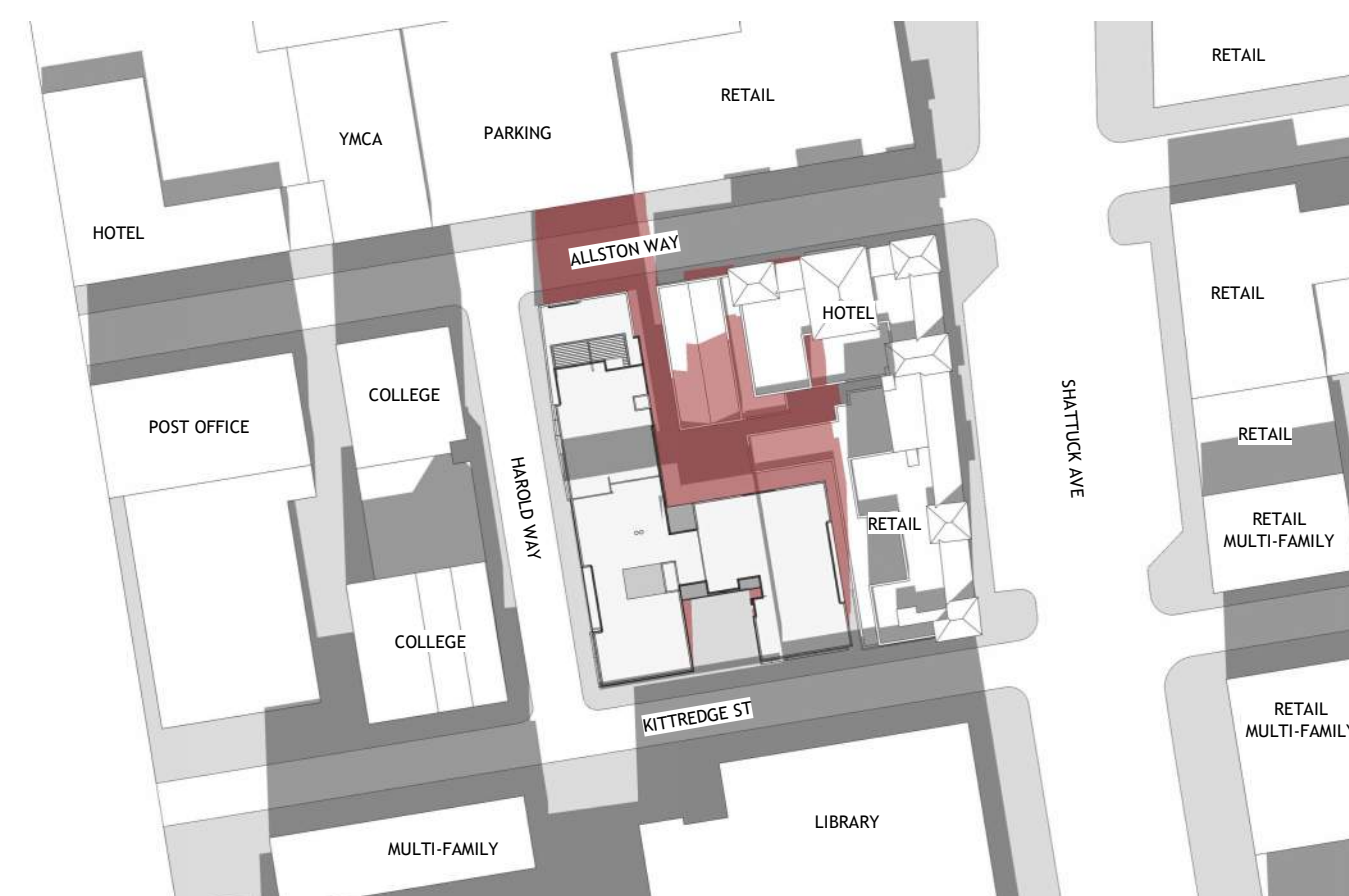 RETAIL
RETAIL
PARKING
YMCA
HOTEL
ALLSTON WAY
RETAIL
HOTEL
COLLEGE
POST OFFICE
SHATTUCK AVE
RETAIL
HAROLD WAY
RETAIL
RETAIL
MULTI-FAMILY
COLLEGE
KITTREDGE ST
RETAIL
MULTI-FAMILY
LIBRARY
MULTI-FAMILY